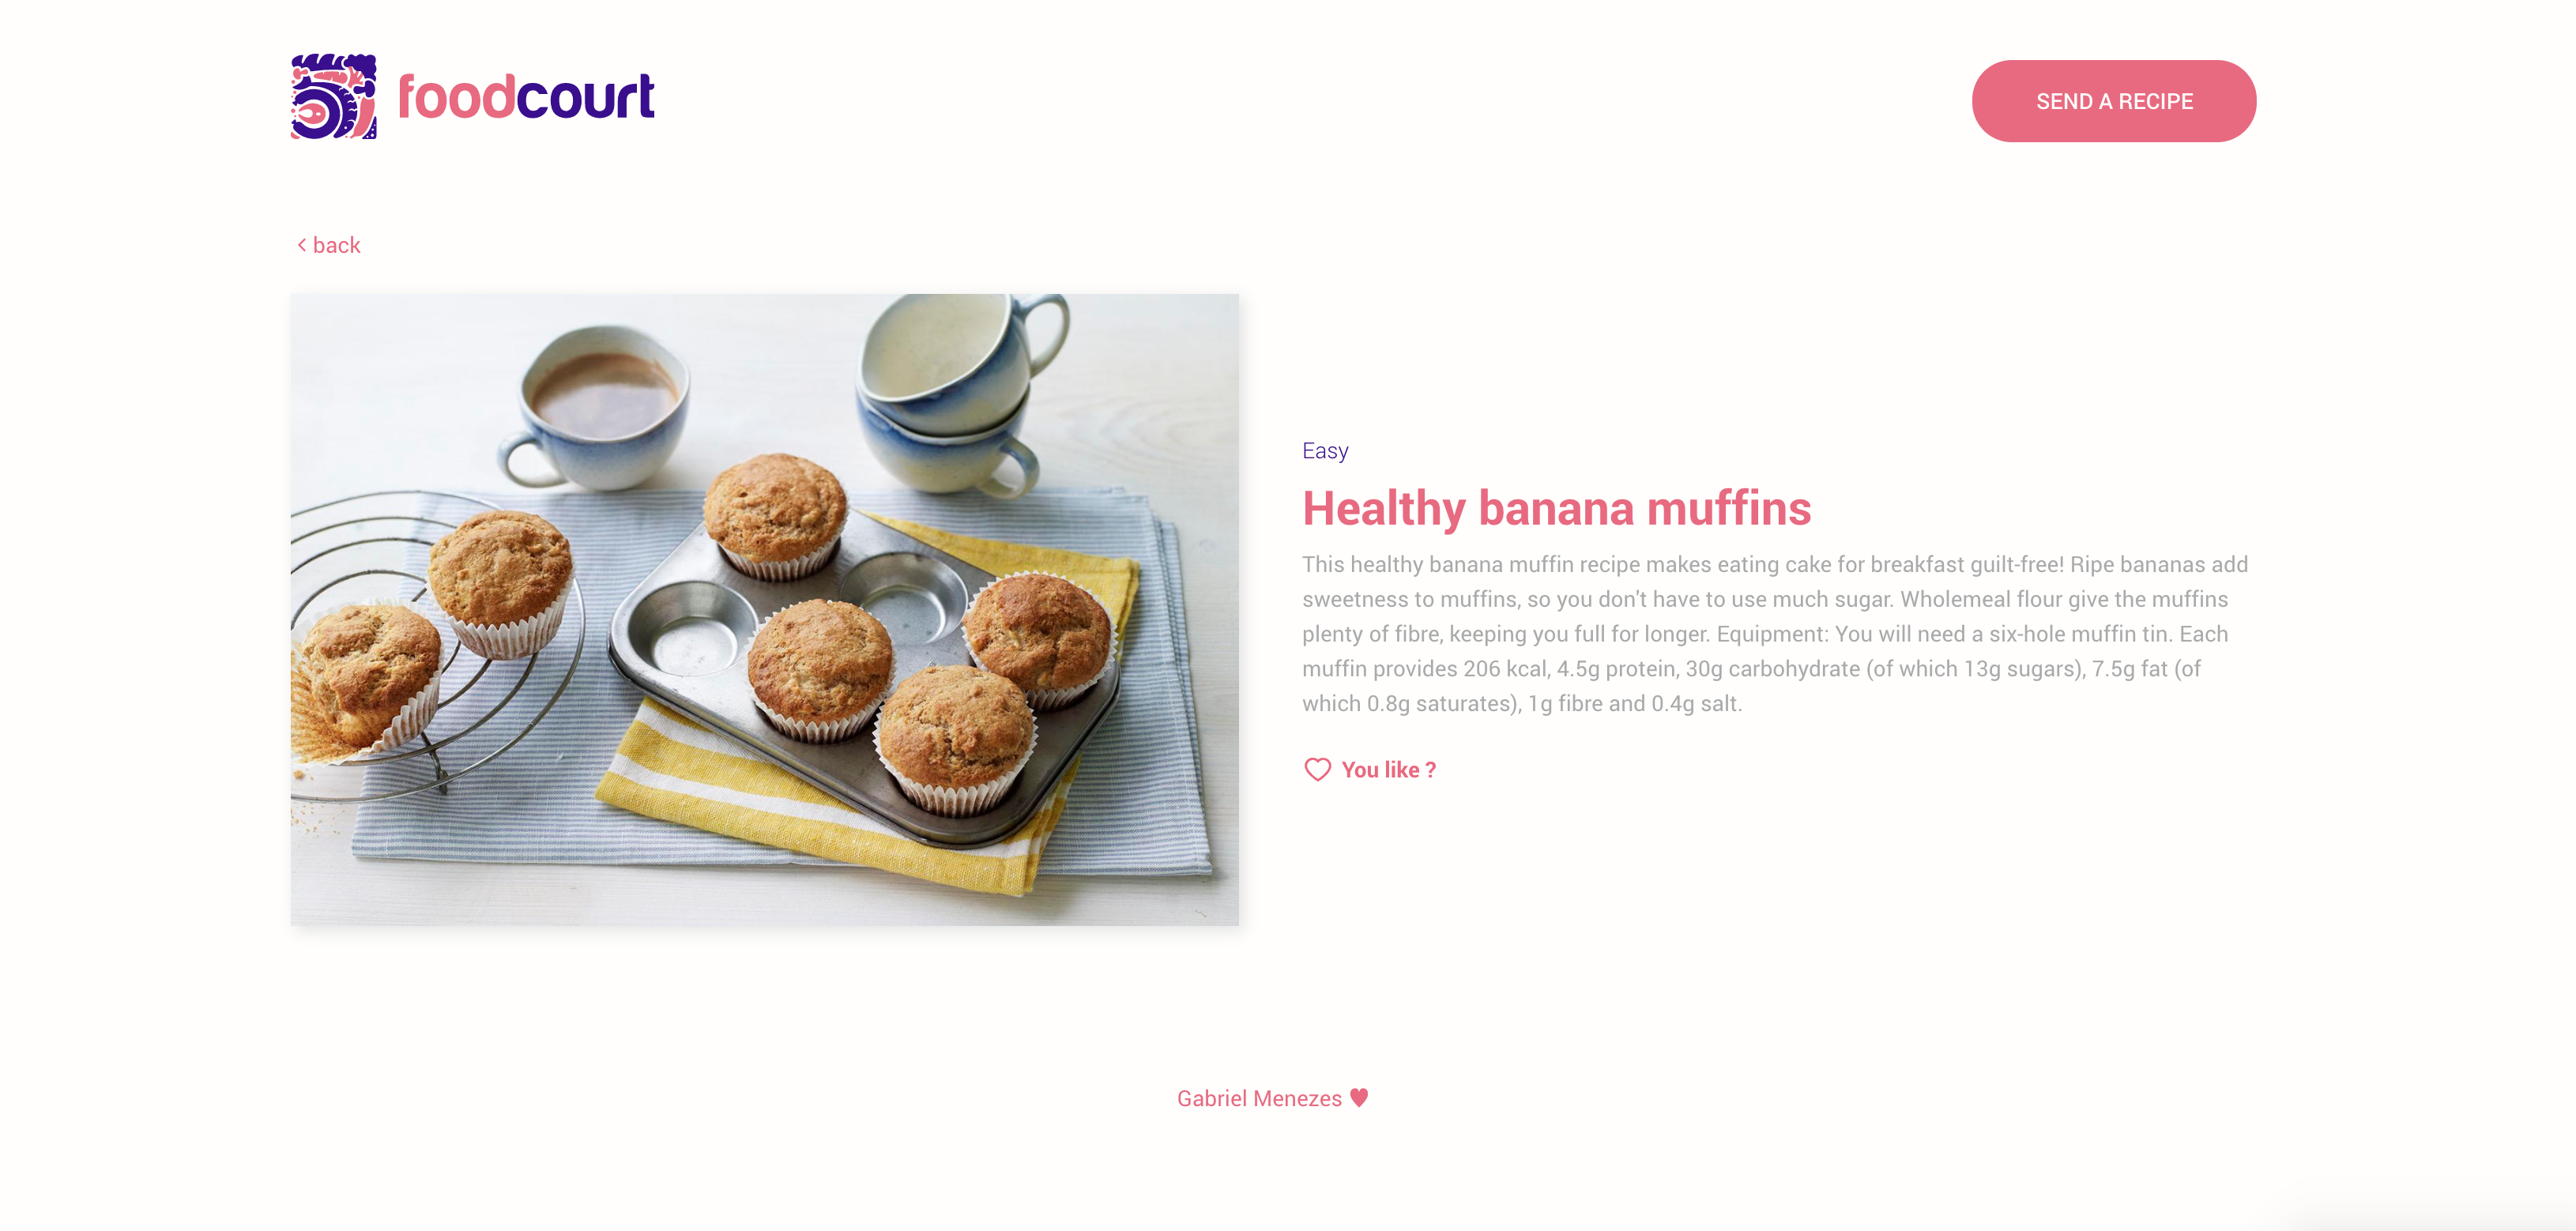 foodcourt
SEND A RECIPE
back
Easy
Healthy banana muffins
This healthy banana muffin recipe makes eating cake for breakfast guilt-free! Ripe bananas add
sweetness to muffins, so you don't have to use much sugar. Wholemeal flour give the muffins
plenty of fibre, keeping you full for longer. Equipment: You will need a six-hole muffin tin. Each
muffin provides 206 kcal, 4.5g protein, 30g carbohydrate (of which 13g sugars), 7.5g fat (of
which 0.8g saturates), 1g fibre and 0.4g salt.
You like ?
Gabriel Menezes